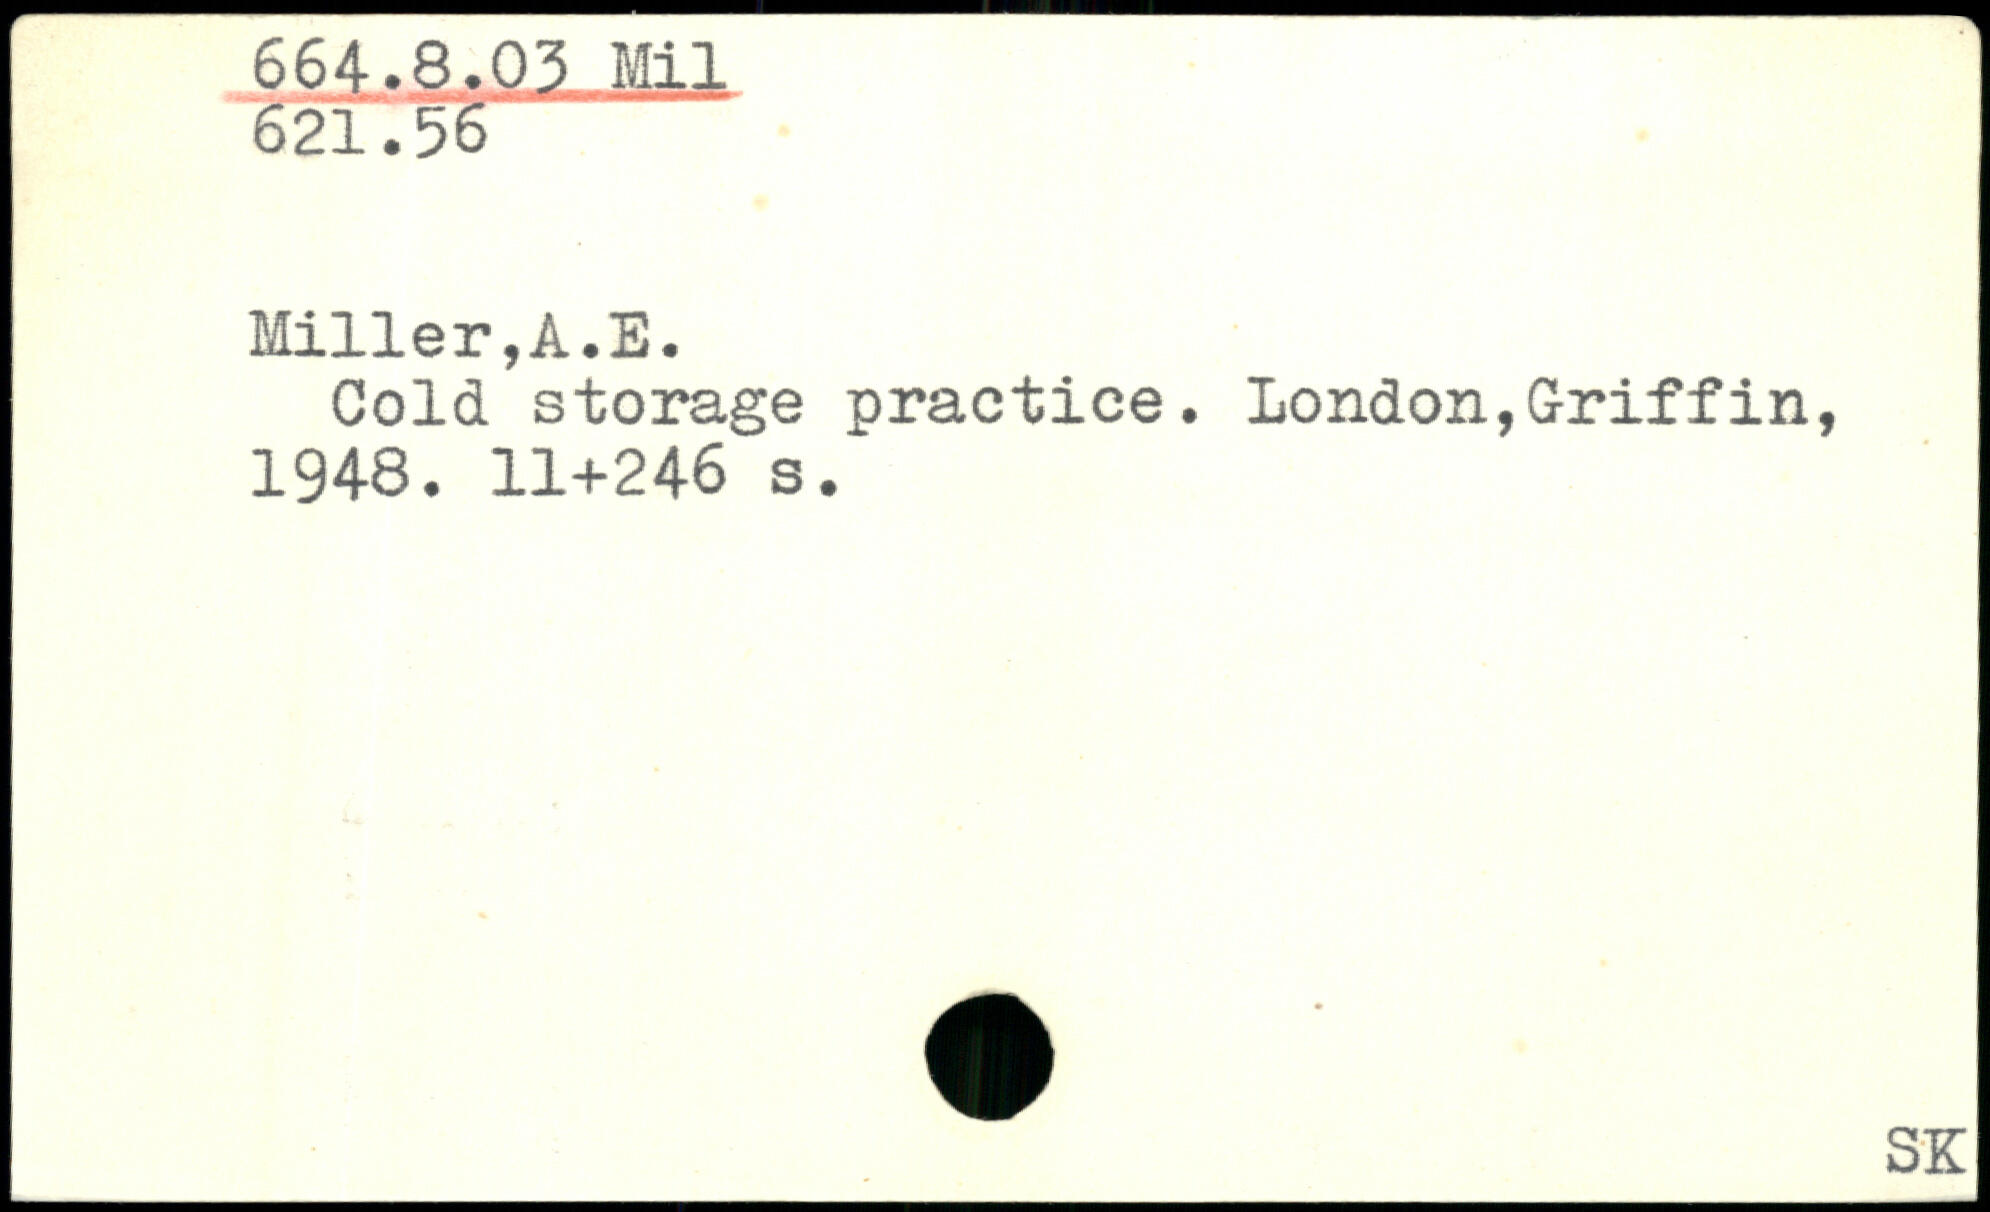 664.8.03 Mil
621.56
Miller,A.E.
Cold storage practice. London,Griffin,
1948. 11+246 s.
SK